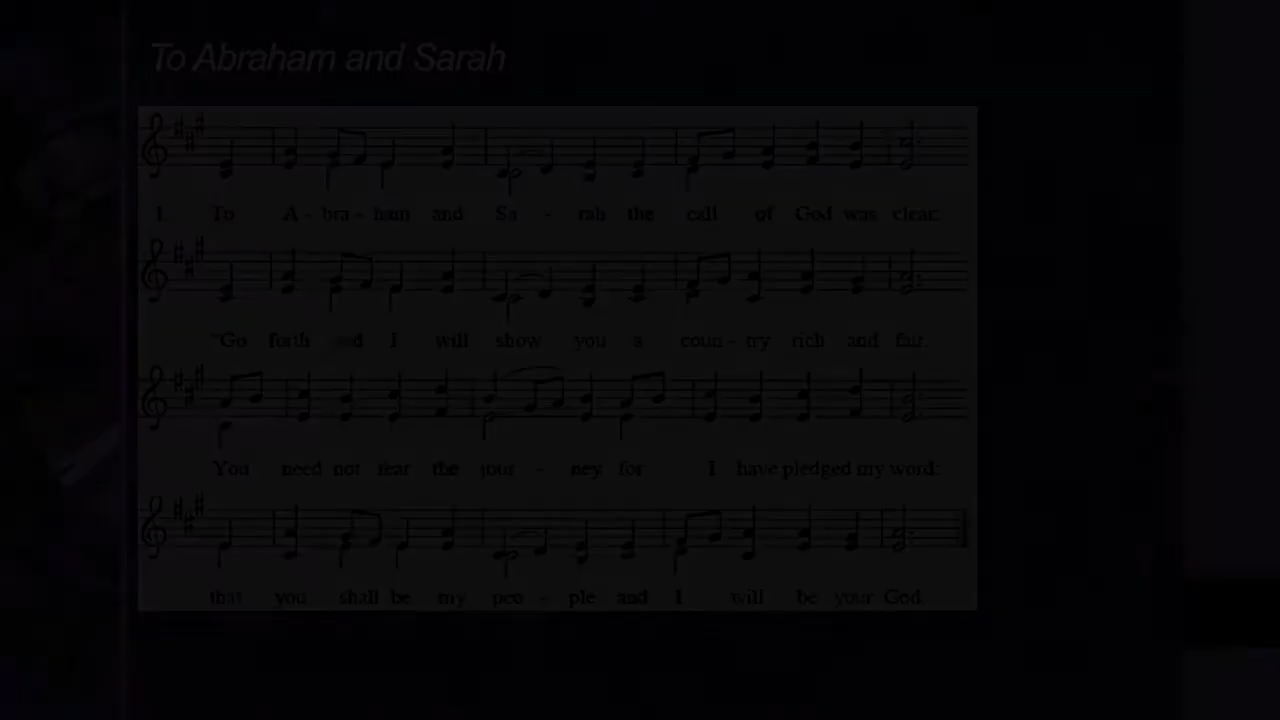 To Abraham and Sarah
1. To A - bra - ham and Sa - rah the call of God was clear:
"Go forth and I will show you a coun - try rich and fair.
You need not fear the jour - ney for I have pledged my word:
that you shall be my peo - ple and I will be your God.